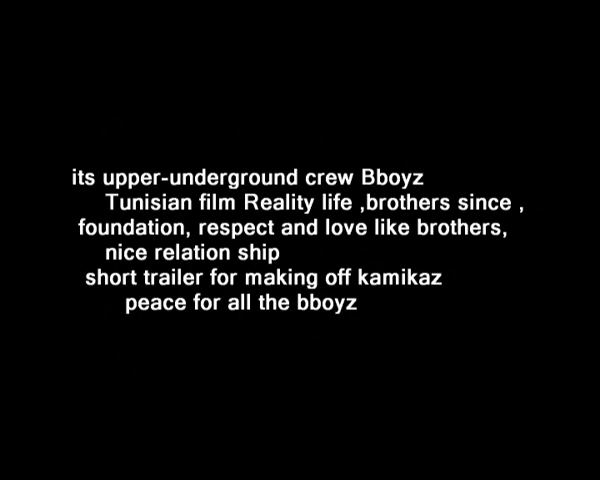 its upper-underground crew Bboyz
Tunisian film Reality life ,brothers since ,
foundation, respect and love like brothers,
nice relation ship
short trailer for making off kamikaz
peace for all the bboyz